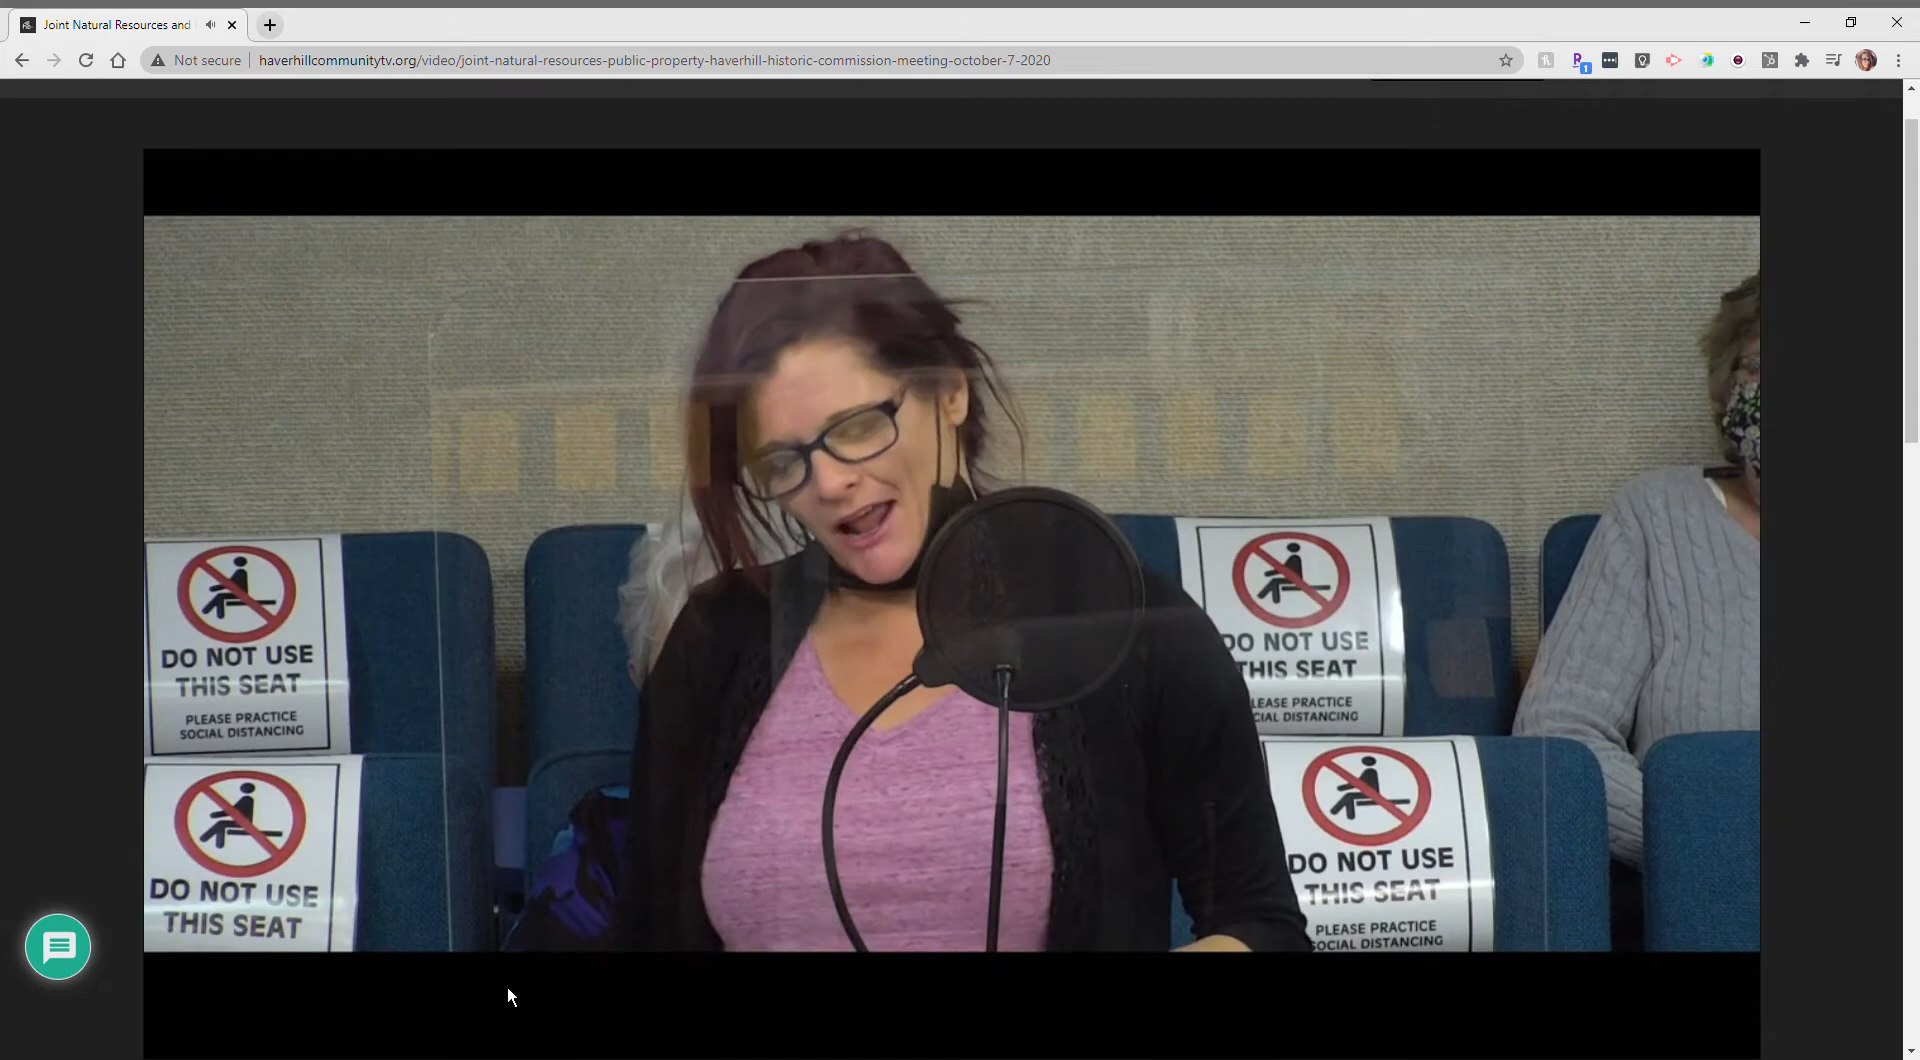 Joint Natural Resources and
Not secure
haverhillcommunitytv.org/video/joint-natural-resources-public-property-haverhill-historic-commission-meeting-october-7-2020
1
DO NOT USE
THIS SEAT
PLEASE PRACTICE
SOCIAL DISTANCING
DO NOT USE
THIS SEAT
DO NOT USE
THIS SEAT
LEASE PRACTICE
CIAL DISTANCING
DO NOT USE
THIS SEAT
PLEASE PRACTICE
OCIAL DISTANCING